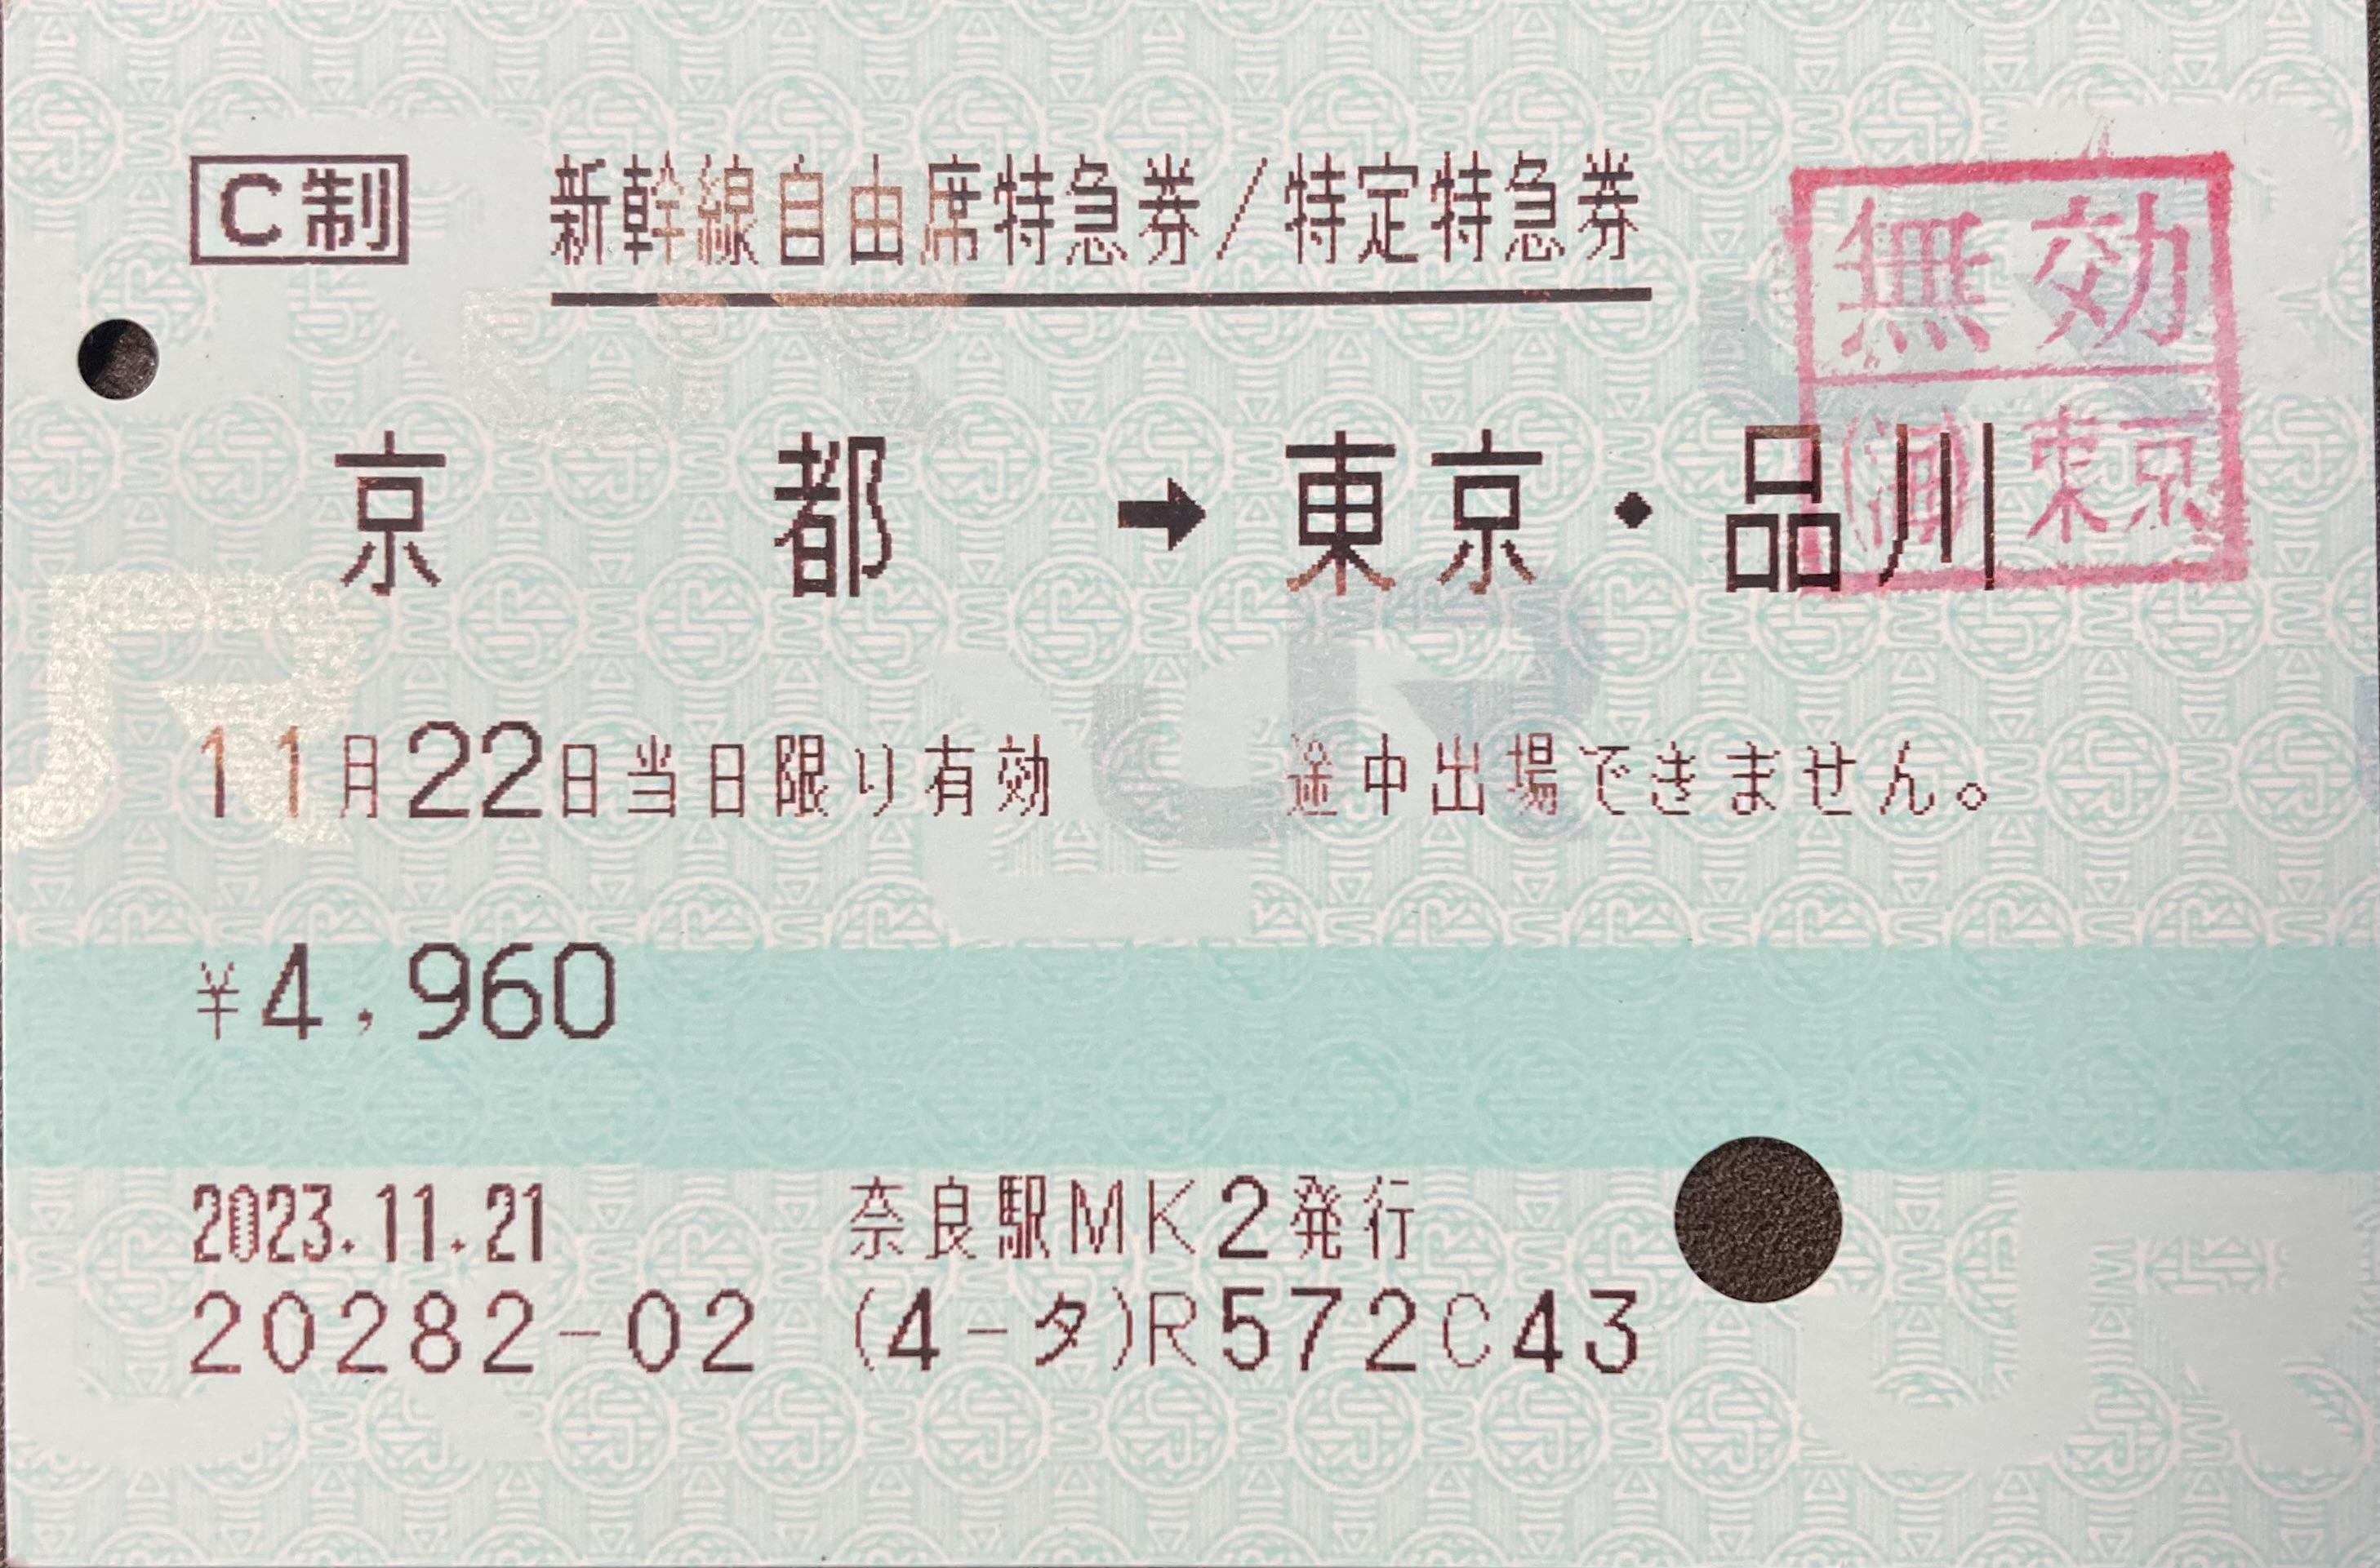 C制 新幹線自由席特急券/特定特急券
無効
京都➡東京・品川
東京
11月22日当日限り有効 途中出場できません。
¥4,960
2023.11.21 奈良駅MK2発行
20282-02 (4-タ)R572C43